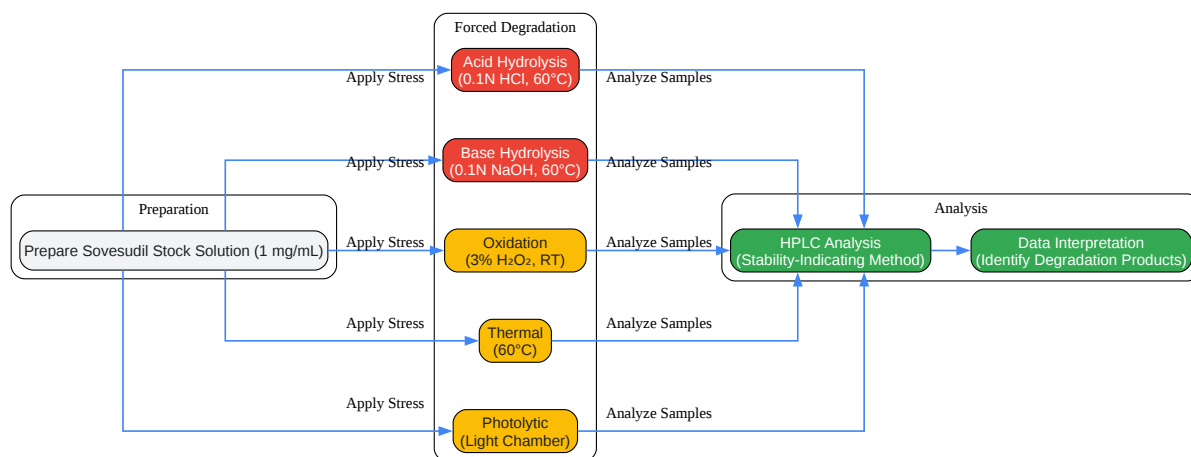 Forced Degradation
Acid Hydrolysis
(0.1N HCl, 60°C)
Apply Stress
Analyze Samples
Base Hydrolysis
(0.1N NaOH, 60°C)
Apply Stress
Analyze Samples
Preparation
Prepare Sovesudil Stock Solution (1 mg/mL)
Apply Stress
Oxidation
(3% H₂O₂, RT)
Analyze Samples
Analysis
HPLC Analysis
(Stability-Indicating Method)
Data Interpretation
(Identify Degradation Products)
Apply Stress
Thermal
(60°C)
Analyze Samples
Apply Stress
Photolytic
(Light Chamber)
Analyze Samples